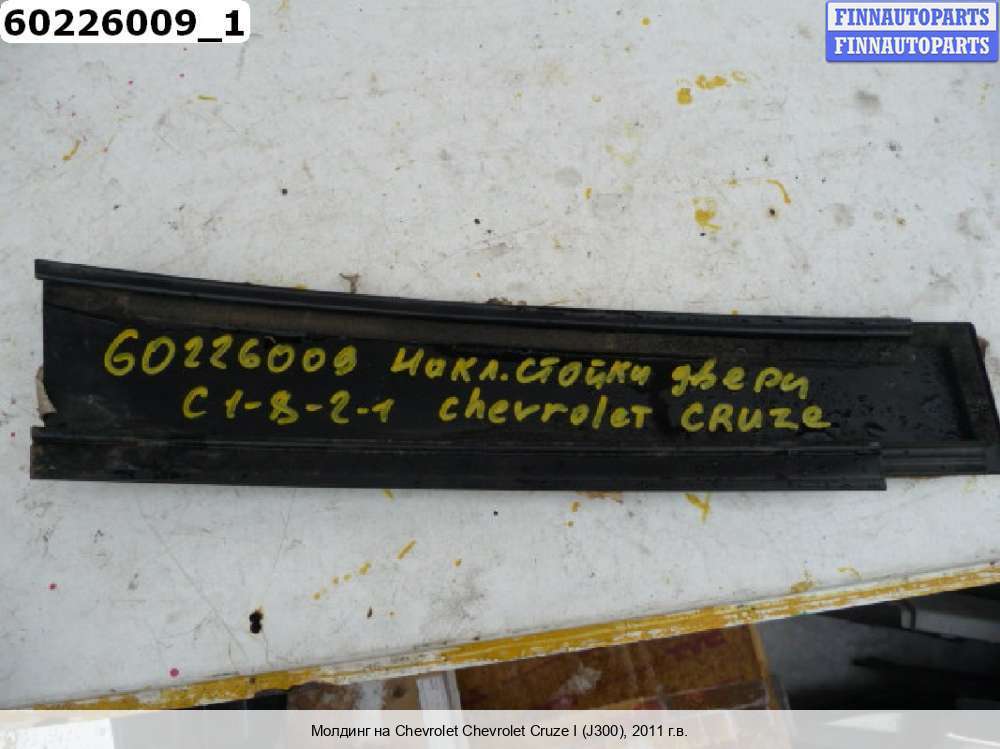 60226009_1
FINNAUTOPARTS
FINNAUTOPARTS
60226009 Накл.стойки двери
C1-8-2-1 chevrolet CRUZE
Молдинг на Chevrolet Chevrolet Cruze I (J300), 2011 г.в.